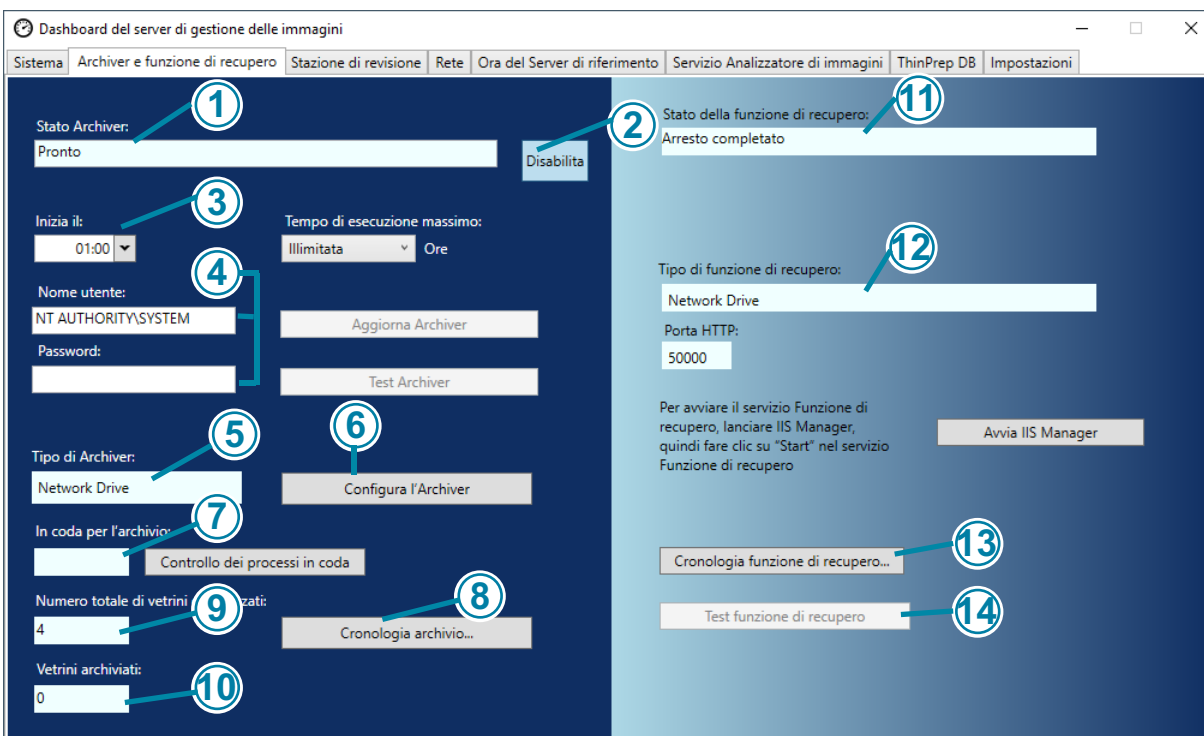 Dashboard del server di gestione delle immagini
Sistema Archiver e funzione di recupero Stazione di revisione Rete Ora del Server di riferimento Servizio Analizzatore di immagini ThinPrep DB Impostazioni
1
Stato Archiver:
Pronto
2
Disabilita
3
Inizia il:
01:00
Tempo di esecuzione massimo:
Illimitata
Ore
4
Nome utente:
NT AUTHORITY\SYSTEM
Aggiorna Archiver
Password:
Test Archiver
5
6
Tipo di Archiver:
Network Drive
Configura l'Archiver
7
In coda per l'archivio:
Controllo dei processi in coda
8
9
Numero totale di vetrini zati:
4
Cronologia archivio...
Vetrini archiviati:
10
0
11
Stato della funzione di recupero:
Arresto completato
12
Tipo di funzione di recupero:
Network Drive
Porta HTTP:
50000
Per avviare il servizio Funzione di
recupero, lanciare IIS Manager,
quindi fare clic su "Start" nel servizio
Funzione di recupero
Avvia IIS Manager
13
Cronologia funzione di recupero...
14
Test funzione di recupero